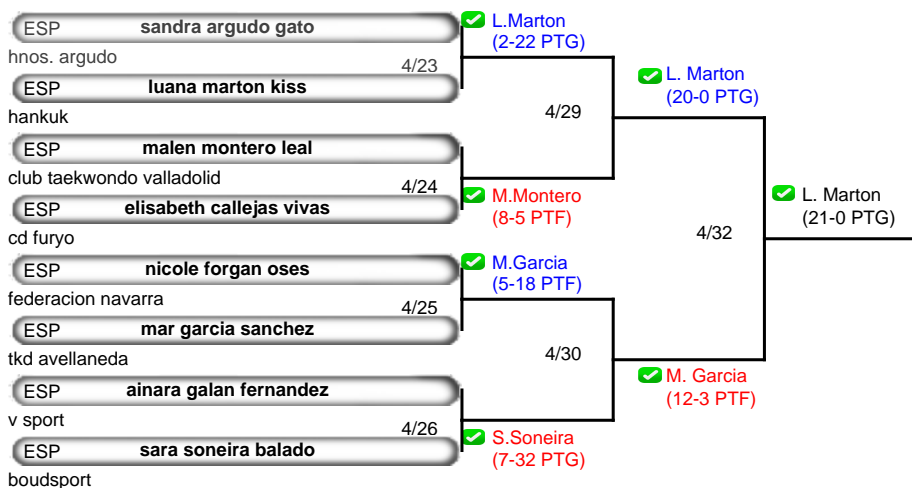 ESP sandra argudo gato
hnos. argudo
4/23
ESP luana marton kiss
hankuk
L.Marton
(2-22 PTG)
ESP malen montero leal
club taekwondo valladolid
4/24
ESP elisabeth callejas vivas
cd furyo
M.Montero
(8-5 PTF)
4/29
L. Marton
(20-0 PTG)
ESP nicole forgan oses
federacion navarra
4/25
ESP mar garcia sanchez
tkd avellaneda
M.Garcia
(5-18 PTF)
ESP ainara galan fernandez
v sport
4/26
ESP sara soneira balado
boudsport
S.Soneira
(7-32 PTG)
4/30
M. Garcia
(12-3 PTF)
4/32
L. Marton
(21-0 PTG)